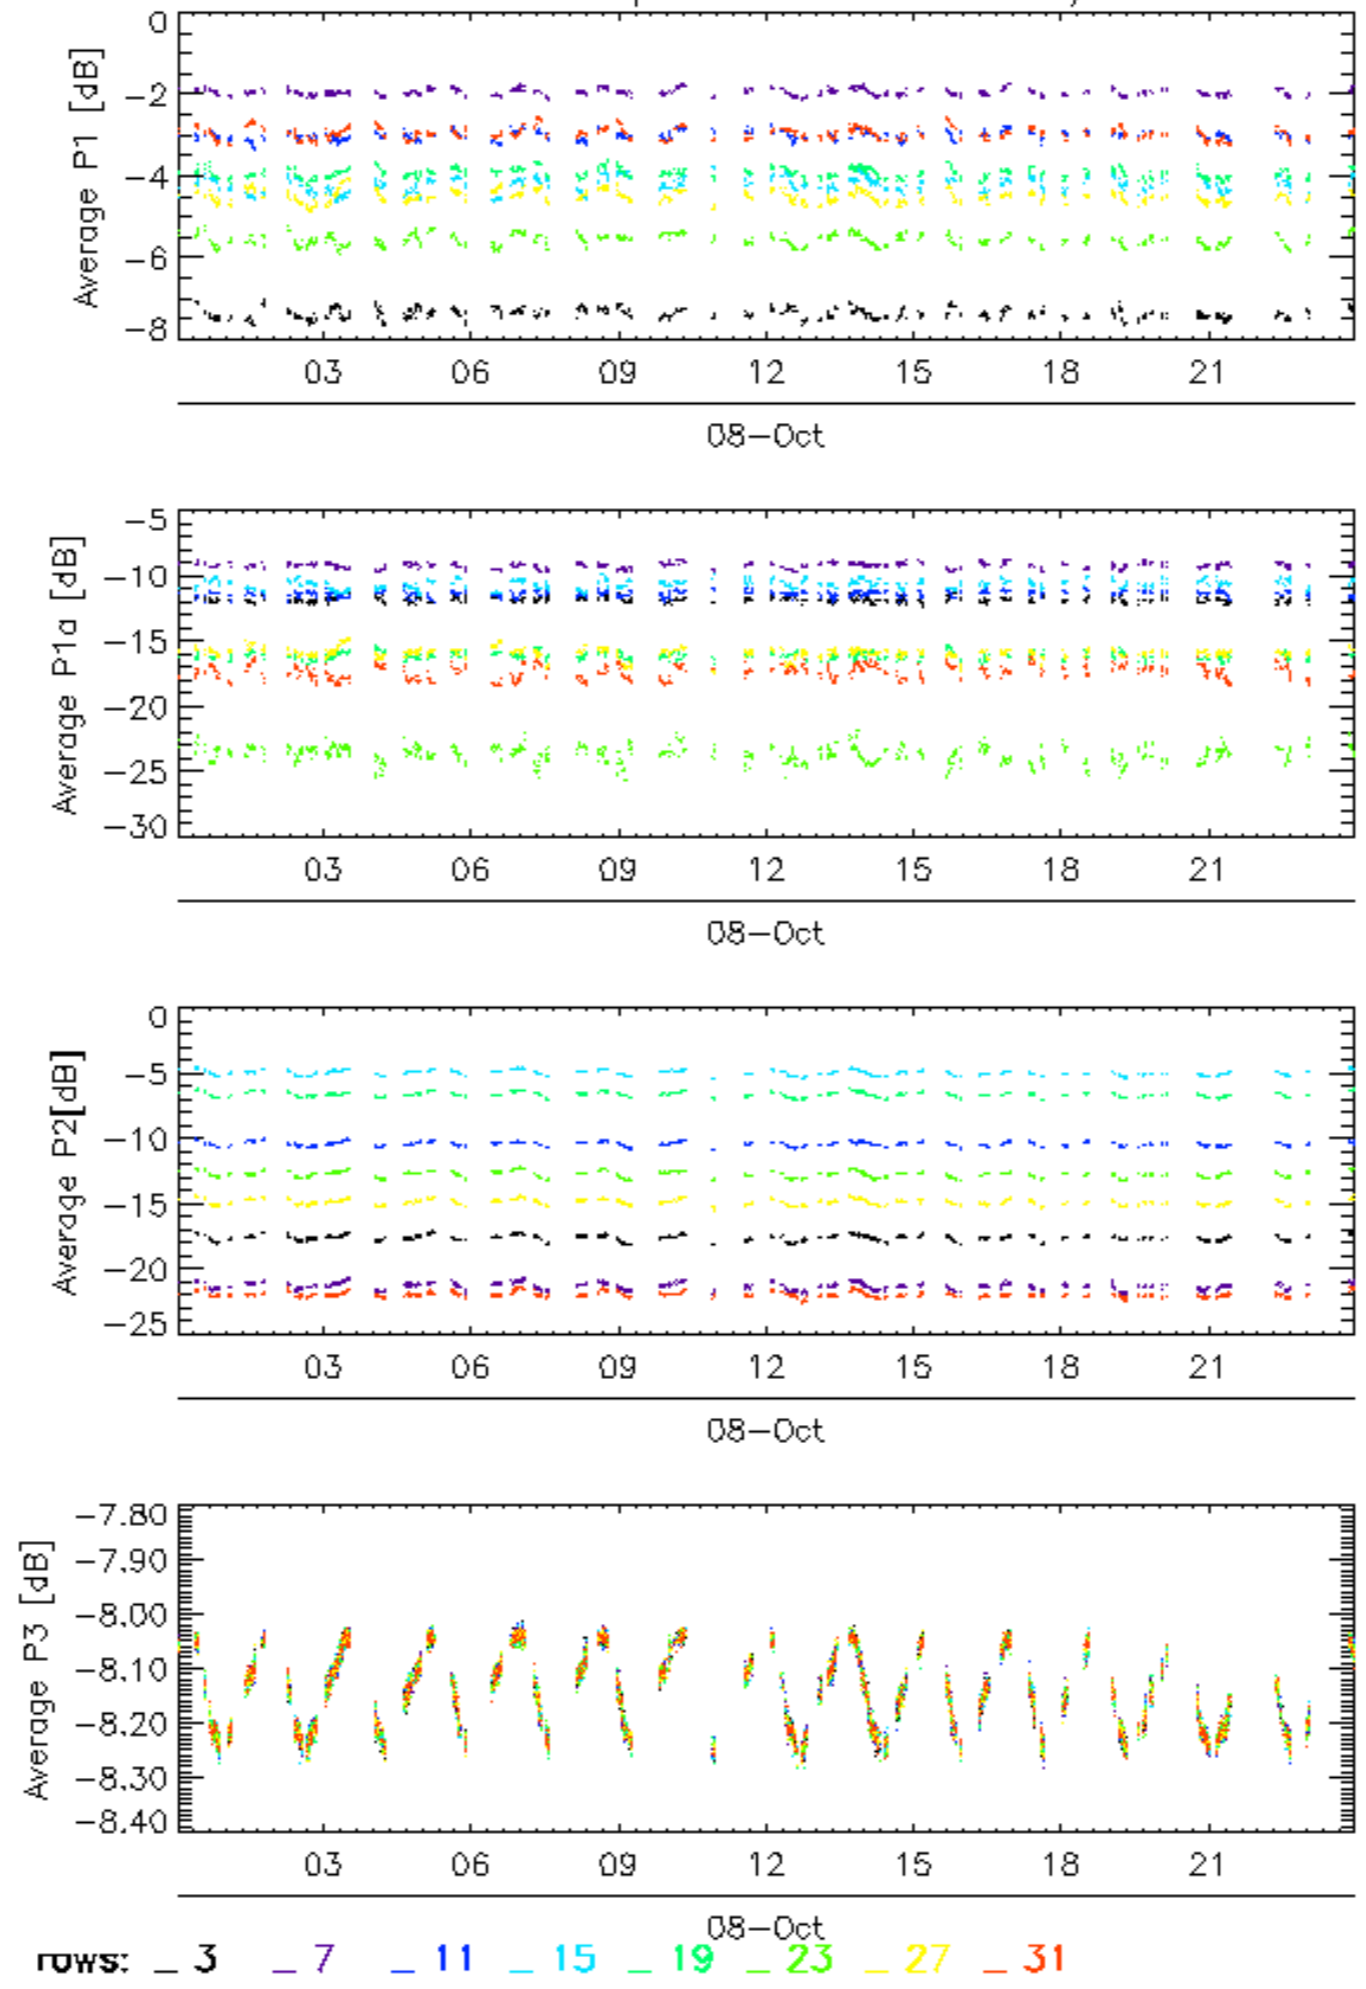 0
−2
−4
−6
−8
Average P1 [dB]
03 06 09 12 15 18 21
08−Oct
−5
−10
−15
−20
−25
−30
Average P1a [dB]
03 06 09 12 15 18 21
08−Oct
0
−5
−10
−15
−20
−25
Average P2[dB]
03 06 09 12 15 18 21
08−Oct
−7.80
−7.90
−8.00
−8.10
−8.20
−8.30
−8.40
Average P3 [dB]
03 06 09 12 15 18 21
08−Oct
rows: _ 3 _ 7 _ 11 _ 15 _ 19 _ 23 _ 27 _ 31